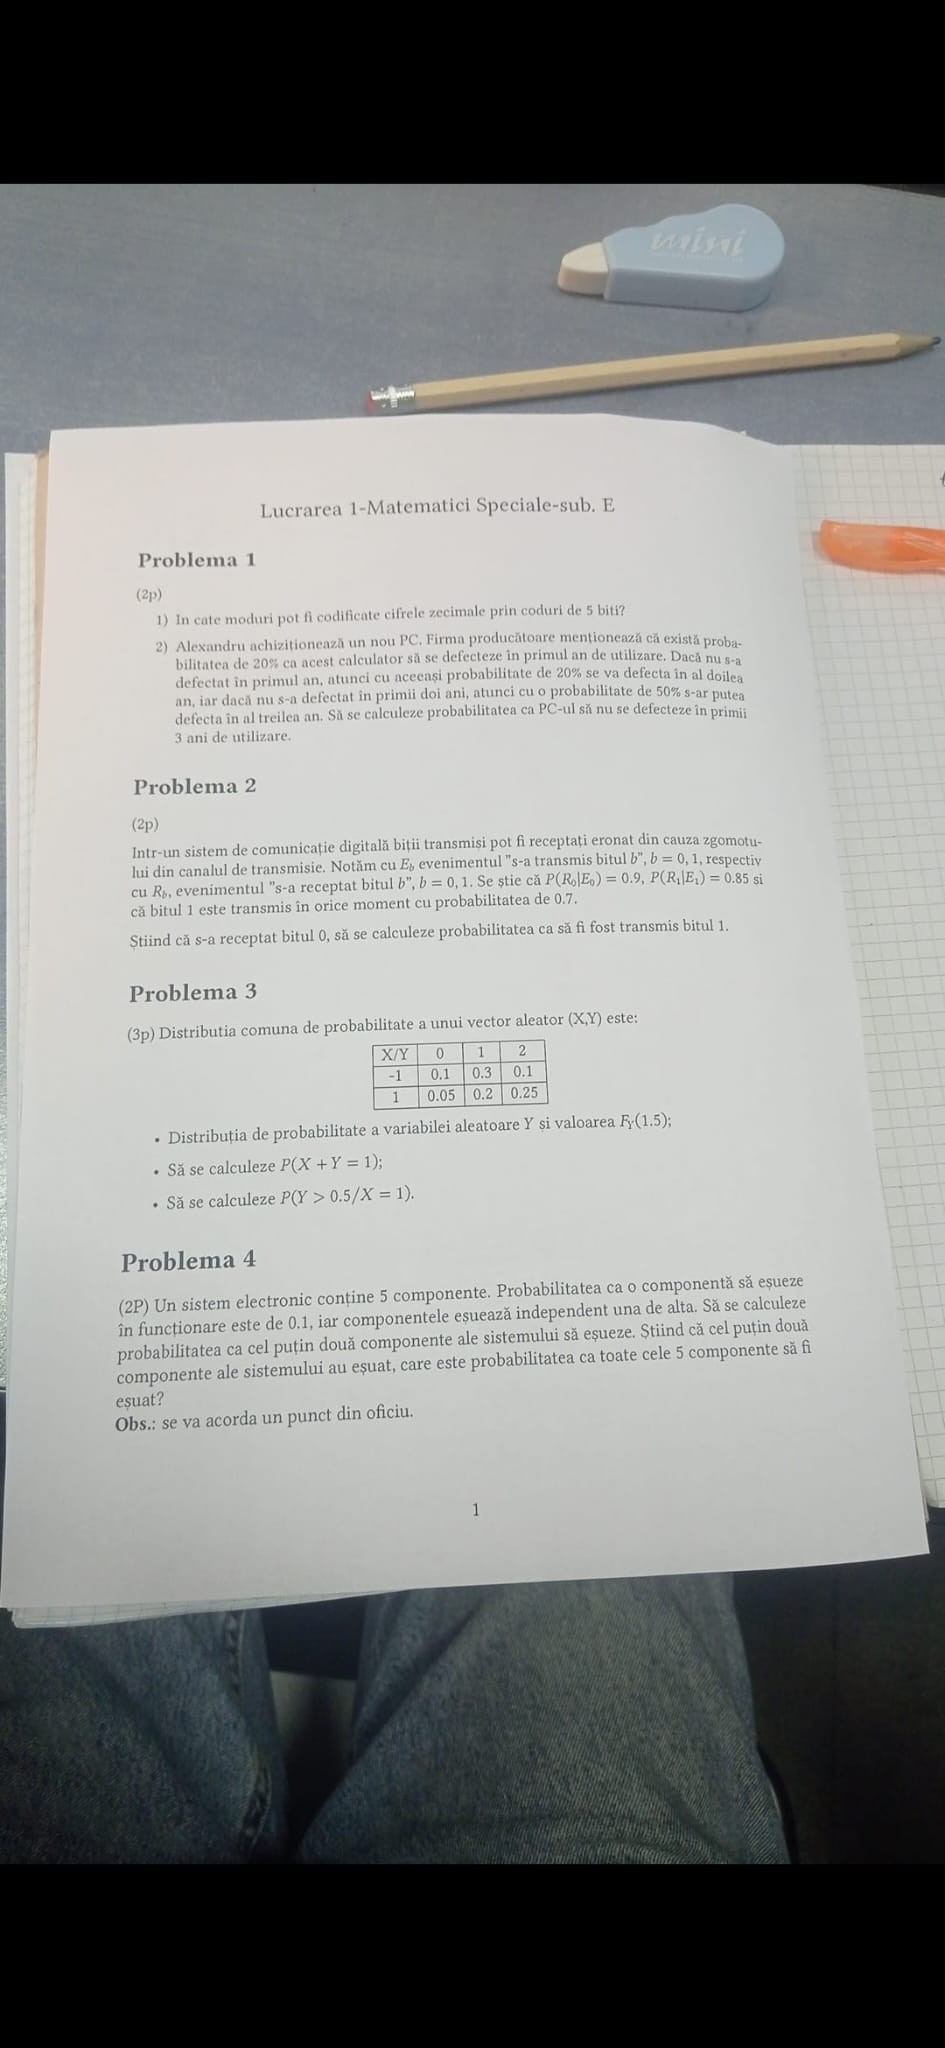 mini
Lucrarea 1-Matematici Speciale-sub. E
Problema 1
(2p)
1) In cate moduri pot fi codificate cifrele zecimale prin coduri de 5 biti?
2) Alexandru achiziționează un nou PC. Firma producătoare menționează că există proba-
bilitatea de 20% ca acest calculator să se defecteze în primul an de utilizare. Dacă nu s-a
defectat în primul an, atunci cu aceeași probabilitate de 20% se va defecta în al doilea
an, iar dacă nu s-a defectat în primii doi ani, atunci cu o probabilitate de 50% s-ar putea
defecta în al treilea an. Să se calculeze probabilitatea ca PC-ul să nu se defecteze în primii
3 ani de utilizare.
Problema 2
(2p)
Intr-un sistem de comunicație digitală biții transmiși pot fi receptați eronat din cauza zgomotu-
lui din canalul de transmisie. Notăm cu E_b evenimentul "s-a transmis bitul b", b = 0, 1, respectiv
cu R_b, evenimentul "s-a receptat bitul b", b = 0, 1. Se știe că P(R₀|E₀) = 0.9, P(R₁|E₁) = 0.85 și
că bitul 1 este transmis în orice moment cu probabilitatea de 0.7.
Știind că s-a receptat bitul 0, să se calculeze probabilitatea ca să fi fost transmis bitul 1.
Problema 3
(3p) Distributia comuna de probabilitate a unui vector aleator (X,Y) este:
X/Y 0 1 2
-1 0.1 0.3 0.1
1 0.05 0.2 0.25
• Distribuția de probabilitate a variabilei aleatoare Y și valoarea F_Y(1.5);
• Să se calculeze P(X + Y = 1);
• Să se calculeze P(Y > 0.5/X = 1).
Problema 4
(2P) Un sistem electronic conține 5 componente. Probabilitatea ca o componentă să eșueze
în funcționare este de 0.1, iar componentele eșuează independent una de alta. Să se calculeze
probabilitatea ca cel puțin două componente ale sistemului să eșueze. Știind că cel puțin două
componente ale sistemului au eșuat, care este probabilitatea ca toate cele 5 componente să fi
eșuat?
Obs.: se va acorda un punct din oficiu.
1